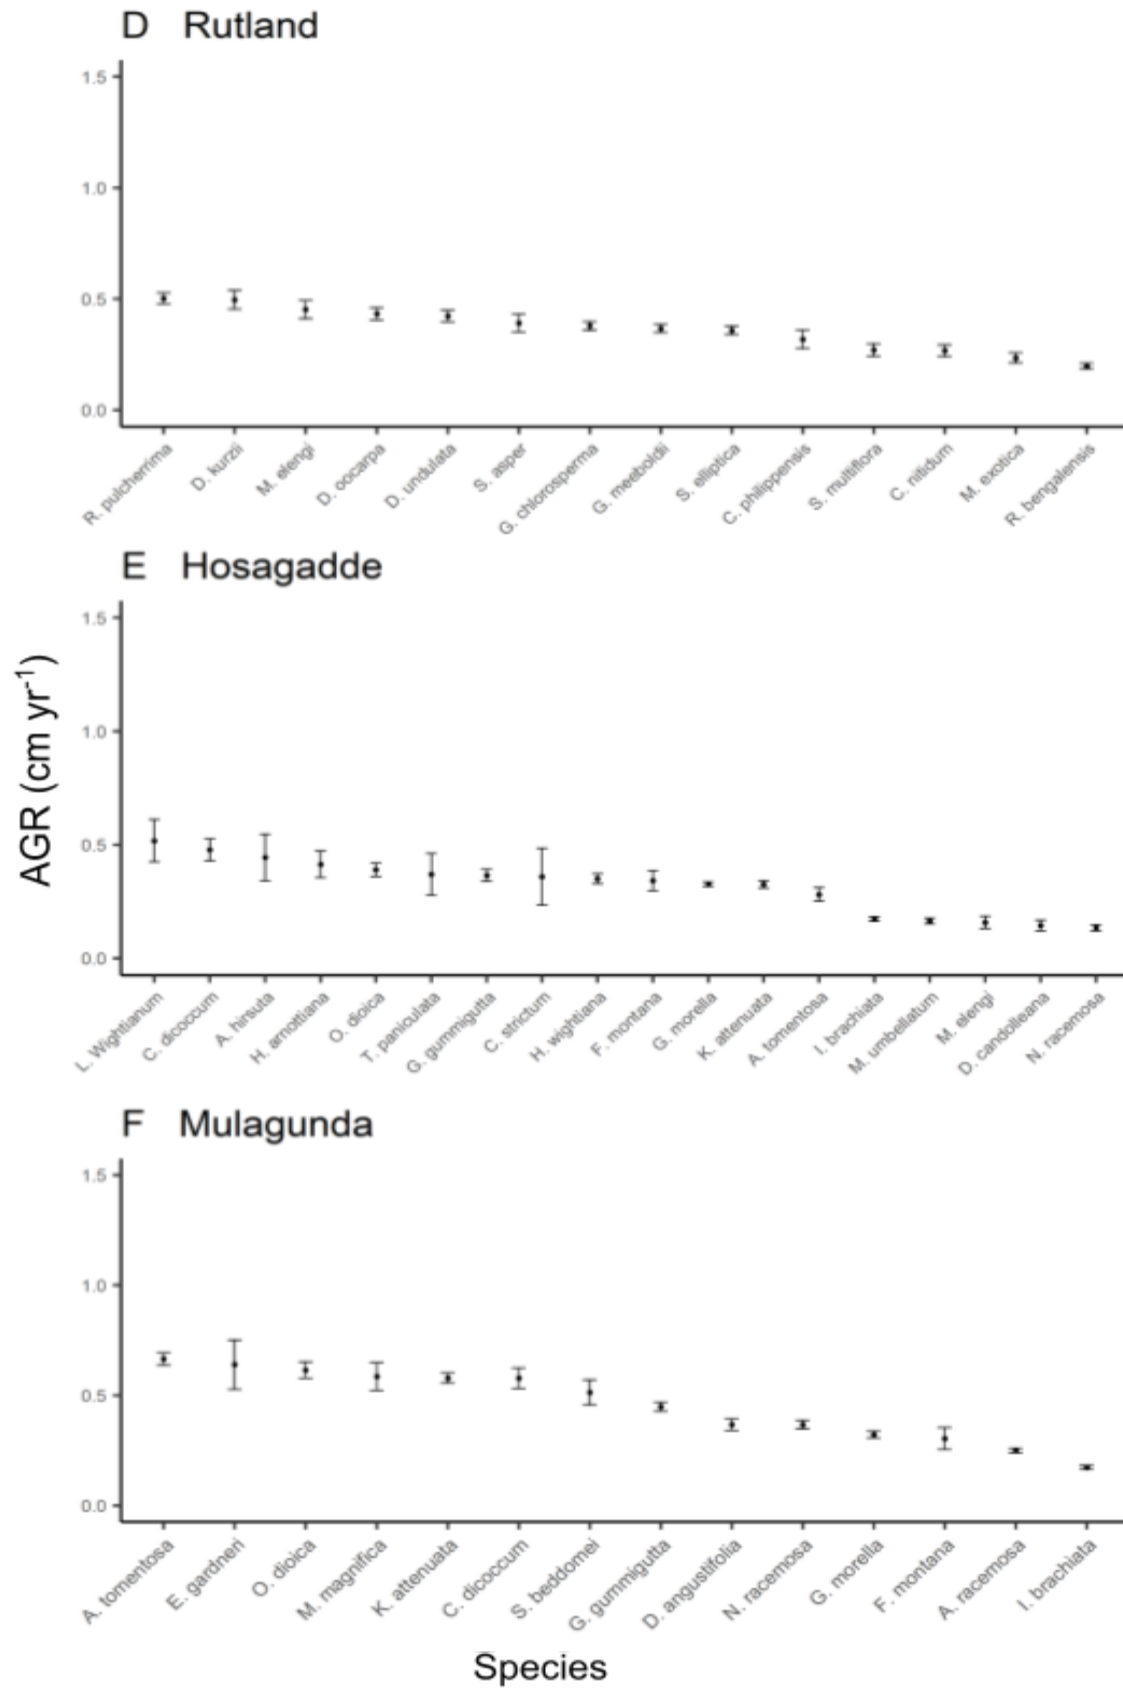 D Rutland
1.5
1.0
0.5
0.0
R. pulcherrima
D. kurzii
M. elengi
D. oocarpa
D. undulata
S. asper
G. chlorosperma
G. meeboldii
S. elliptica
C. philippensis
S. multiflora
C. nitidum
M. exotica
R. bengalensis
E Hosagadde
AGR (cm yr-1)
1.5
1.0
0.5
0.0
L. Wightianum
C. dicoccum
A. hirsuta
H. arnottiana
O. dioica
T. paniculata
G. gummigutta
C. strictum
H. wightiana
F. montana
G. morella
K. attenuata
A. tomentosa
I. brachiata
M. umbellatum
M. elengi
D. candolleana
N. racemosa
F Mulagunda
1.5
1.0
0.5
0.0
A. tomentosa
E. gardneri
O. dioica
M. magnifica
K. attenuata
C. dicoccum
S. beddomei
G. gummigutta
D. angustifolia
N. racemosa
G. morella
F. montana
A. racemosa
I. brachiata
Species